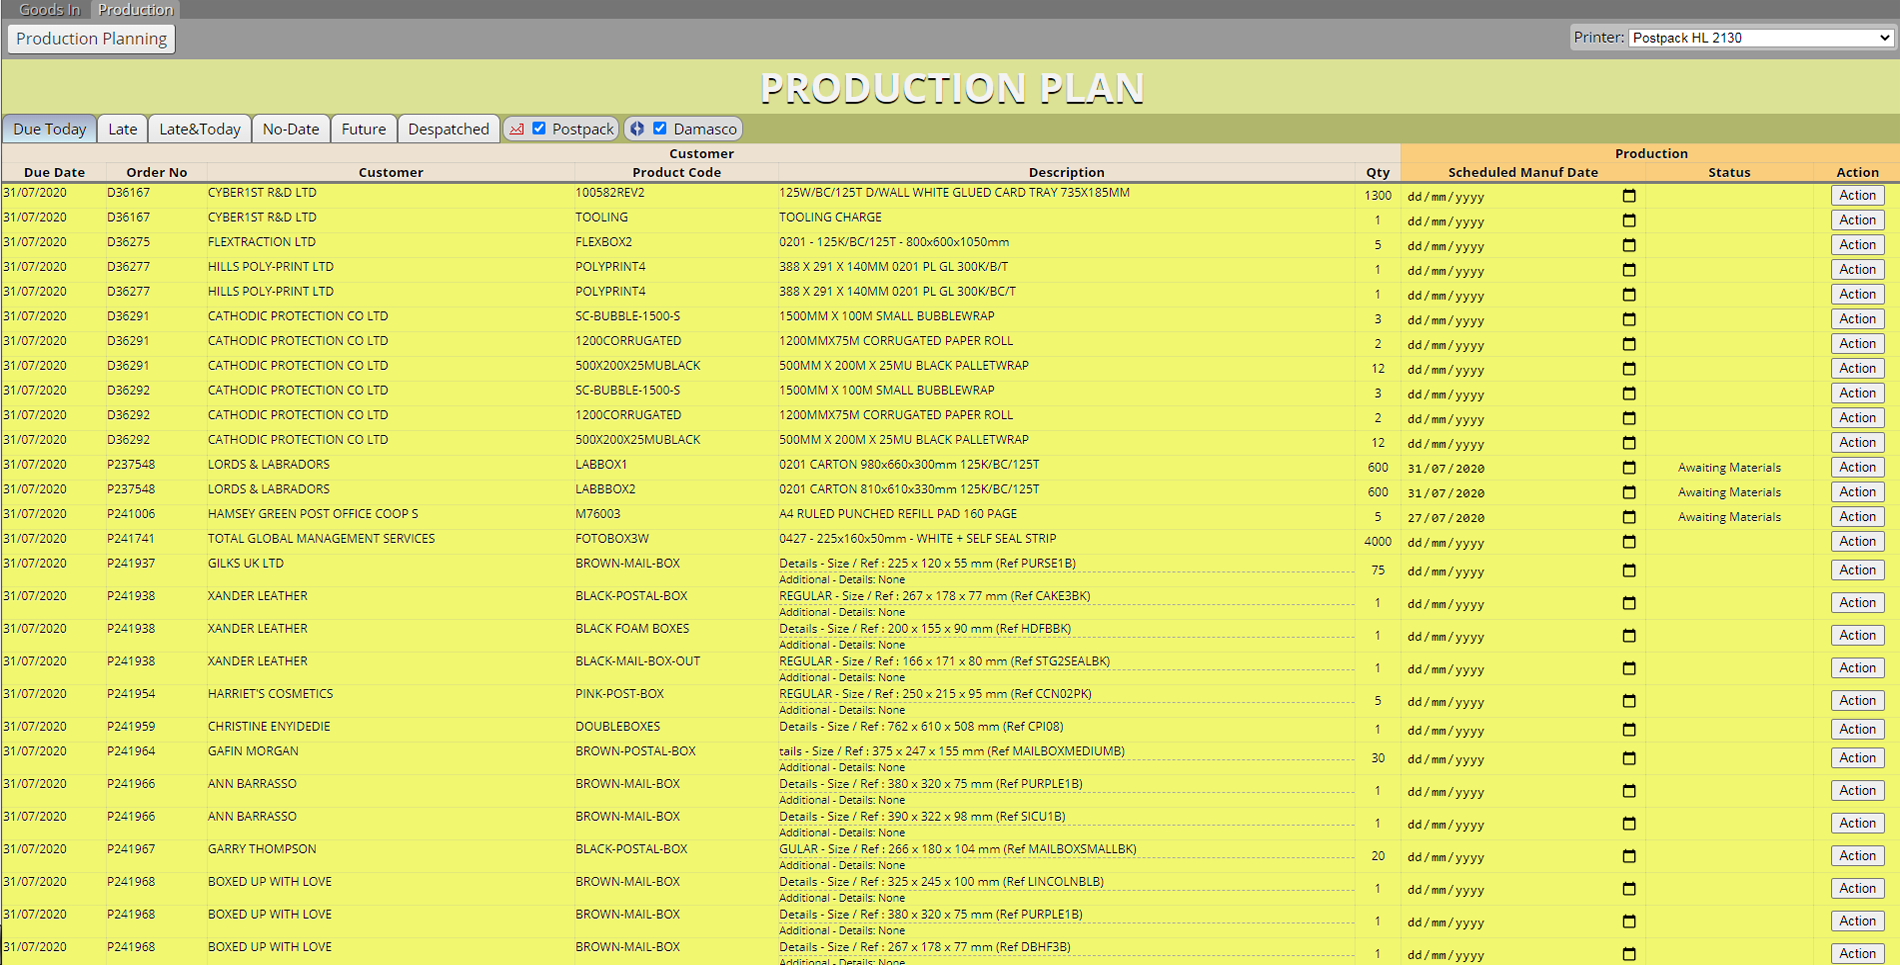 Goods In Production
Production Planning Printer: Postpack HL 2130
PRODUCTION PLAN
Due Today Late Late&Today No-Date Future Despatched Postpack Damasco
Customer Production
Due Date Order No Customer Product Code Description Qty Scheduled Manuf Date Status Action
31/07/2020 D36167 CYBER1ST R&D LTD 100582REV2 125W/BC/125T D/WALL WHITE GLUED CARD TRAY 735X185MM 1300 dd/mm/yyyy Action
31/07/2020 D36167 CYBER1ST R&D LTD TOOLING TOOLING CHARGE 1 dd/mm/yyyy Action
31/07/2020 D36275 FLEXTRACTION LTD FLEXBOX2 0201 - 125K/BC/125T - 800x600x1050mm 5 dd/mm/yyyy Action
31/07/2020 D36277 HILLS POLY-PRINT LTD POLYPRINT4 388 X 291 X 140MM 0201 PL GL 300K/B/T 1 dd/mm/yyyy Action
31/07/2020 D36277 HILLS POLY-PRINT LTD POLYPRINT4 388 X 291 X 140MM 0201 PL GL 300K/BC/T 1 dd/mm/yyyy Action
31/07/2020 D36291 CATHODIC PROTECTION CO LTD SC-BUBBLE-1500-S 1500MM X 100M SMALL BUBBLEWRAP 3 dd/mm/yyyy Action
31/07/2020 D36291 CATHODIC PROTECTION CO LTD 1200CORRUGATED 1200MMX75M CORRUGATED PAPER ROLL 2 dd/mm/yyyy Action
31/07/2020 D36291 CATHODIC PROTECTION CO LTD 500X200X25MUBLACK 500MM X 200M X 25MU BLACK PALLETWRAP 12 dd/mm/yyyy Action
31/07/2020 D36292 CATHODIC PROTECTION CO LTD SC-BUBBLE-1500-S 1500MM X 100M SMALL BUBBLEWRAP 3 dd/mm/yyyy Action
31/07/2020 D36292 CATHODIC PROTECTION CO LTD 1200CORRUGATED 1200MMX75M CORRUGATED PAPER ROLL 2 dd/mm/yyyy Action
31/07/2020 D36292 CATHODIC PROTECTION CO LTD 500X200X25MUBLACK 500MM X 200M X 25MU BLACK PALLETWRAP 12 dd/mm/yyyy Action
31/07/2020 P237548 LORDS & LABRADORS LABBOX1 0201 CARTON 980x660x300mm 125K/BC/125T 600 31/07/2020 Awaiting Materials Action
31/07/2020 P237548 LORDS & LABRADORS LABBBOX2 0201 CARTON 810x610x330mm 125K/BC/125T 600 31/07/2020 Awaiting Materials Action
31/07/2020 P241006 HAMSEY GREEN POST OFFICE COOP S M76003 A4 RULED PUNCHED REFILL PAD 160 PAGE 5 27/07/2020 Awaiting Materials Action
31/07/2020 P241741 TOTAL GLOBAL MANAGEMENT SERVICES FOTOBOX3W 0427 - 225x160x50mm - WHITE + SELF SEAL STRIP 4000 dd/mm/yyyy Action
31/07/2020 P241937 GILKS UK LTD BROWN-MAIL-BOX Details - Size / Ref : 225 x 120 x 55 mm (Ref PURSE1B) 75 dd/mm/yyyy Action
Additional - Details: None
31/07/2020 P241938 XANDER LEATHER BLACK-POSTAL-BOX REGULAR - Size / Ref : 267 x 178 x 77 mm (Ref CAKE3BK) 1 dd/mm/yyyy Action
Additional - Details: None
31/07/2020 P241938 XANDER LEATHER BLACK FOAM BOXES Details - Size / Ref : 200 x 155 x 90 mm (Ref HDFBBK) 1 dd/mm/yyyy Action
Additional - Details: None
31/07/2020 P241938 XANDER LEATHER BLACK-MAIL-BOX-OUT REGULAR - Size / Ref : 166 x 171 x 80 mm (Ref STG2SEALBK) 1 dd/mm/yyyy Action
Additional - Details: None
31/07/2020 P241954 HARRIET'S COSMETICS PINK-POST-BOX REGULAR - Size / Ref : 250 x 215 x 95 mm (Ref CCN02PK) 5 dd/mm/yyyy Action
Additional - Details: None
31/07/2020 P241959 CHRISTINE ENYIDEDIE DOUBLEBOXES Details - Size / Ref : 762 x 610 x 508 mm (Ref CPI08) 1 dd/mm/yyyy Action
31/07/2020 P241964 GAFIN MORGAN BROWN-POSTAL-BOX tails - Size / Ref : 375 x 247 x 155 mm (Ref MAILBOXMEDIUMB) 30 dd/mm/yyyy Action
Additional - Details: None
31/07/2020 P241966 ANN BARRASSO BROWN-MAIL-BOX Details - Size / Ref : 380 x 320 x 75 mm (Ref PURPLE1B) 1 dd/mm/yyyy Action
Additional - Details: None
31/07/2020 P241966 ANN BARRASSO BROWN-MAIL-BOX Details - Size / Ref : 390 x 322 x 98 mm (Ref SICU1B) 1 dd/mm/yyyy Action
Additional - Details: None
31/07/2020 P241967 GARRY THOMPSON BLACK-POSTAL-BOX GULAR - Size / Ref : 266 x 180 x 104 mm (Ref MAILBOXSMALLBK) 20 dd/mm/yyyy Action
Additional - Details: None
31/07/2020 P241968 BOXED UP WITH LOVE BROWN-MAIL-BOX Details - Size / Ref : 325 x 245 x 100 mm (Ref LINCOLNBLB) 1 dd/mm/yyyy Action
Additional - Details: None
31/07/2020 P241968 BOXED UP WITH LOVE BROWN-MAIL-BOX Details - Size / Ref : 380 x 320 x 75 mm (Ref PURPLE1B) 1 dd/mm/yyyy Action
Additional - Details: None
31/07/2020 P241968 BOXED UP WITH LOVE BROWN-MAIL-BOX Details - Size / Ref : 267 x 178 x 77 mm (Ref DBHF3B) 1 dd/mm/yyyy Action
Additional - Details: None